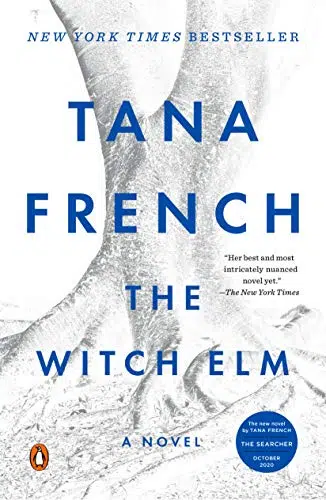 NEW YORK TIMES BESTSELLER
TANA
FRENCH
"Her best and most
intricately nuanced
novel yet."
—The New York Times
THE
WITCH ELM
A NOVEL
The new novel
by TANA FRENCH
THE SEARCHER
OCTOBER
2020